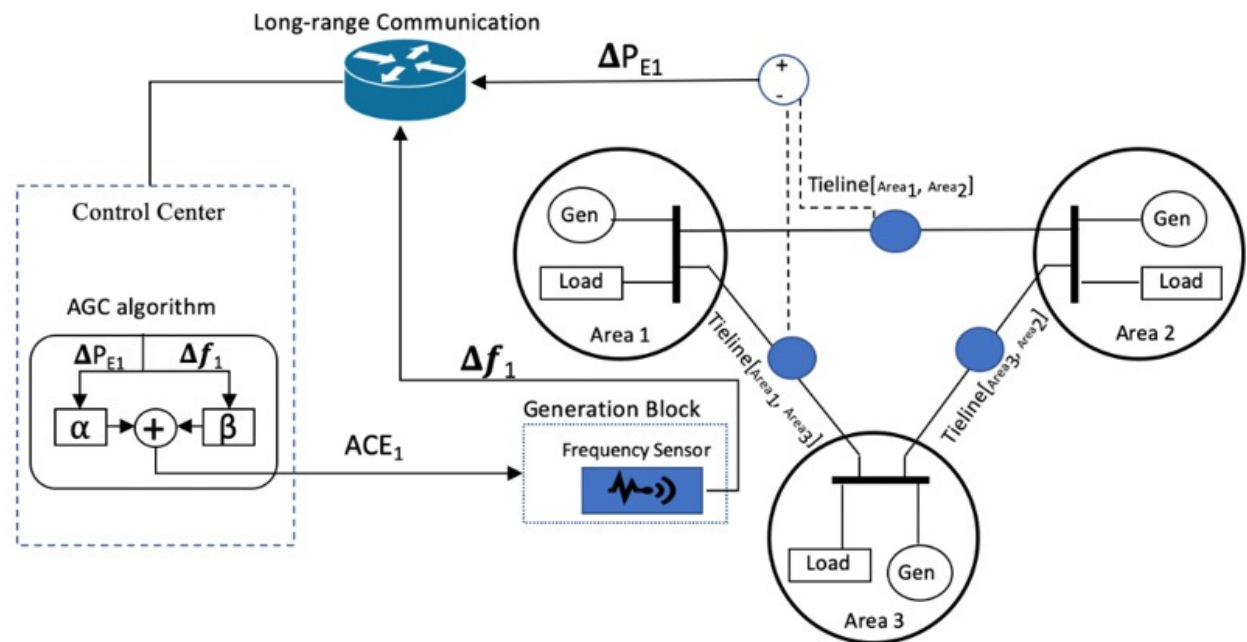 Long-range Communication
ΔP_E1
+
-
Tieline[Area1, Area2]
Control Center
Gen
Load
Area 1
Gen
Load
Area 2
AGC algorithm
ΔP_E1
Δf_1
α
+
β
ACE_1
Δf_1
Generation Block
Frequency Sensor
Tieline[Area1, Area3]
Tieline[Area3, Area2]
Load
Gen
Area 3